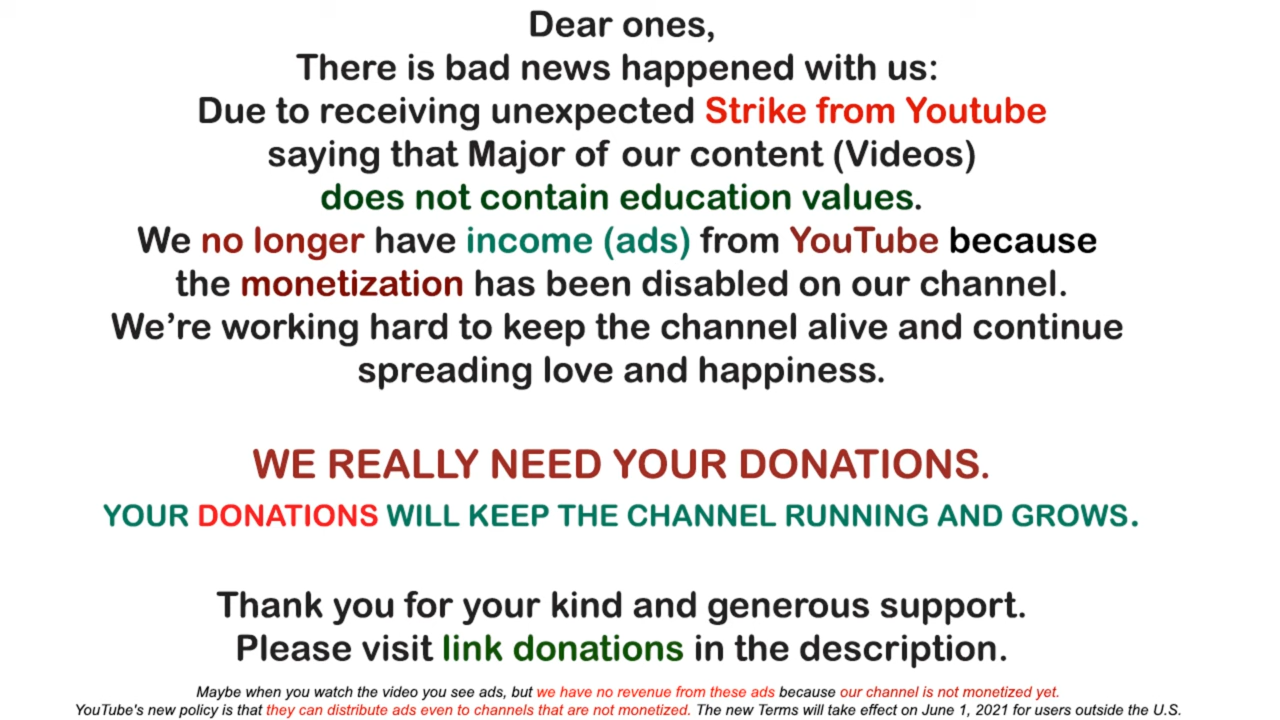 Dear ones,
There is bad news happened with us:
Due to receiving unexpected Strike from Youtube
saying that Major of our content (Videos)
does not contain education values.
We no longer have income (ads) from YouTube because
the monetization has been disabled on our channel.
We’re working hard to keep the channel alive and continue
spreading love and happiness.
WE REALLY NEED YOUR DONATIONS.
YOUR DONATIONS WILL KEEP THE CHANNEL RUNNING AND GROWS.
Thank you for your kind and generous support.
Please visit link donations in the description.
Maybe when you watch the video you see ads, but we have no revenue from these ads because our channel is not monetized yet.
YouTube's new policy is that they can distribute ads even to channels that are not monetized. The new Terms will take effect on June 1, 2021 for users outside the U.S.